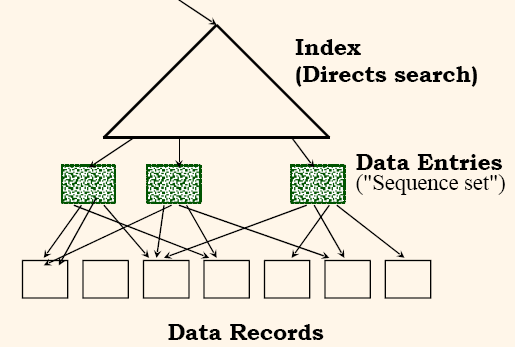 Index
(Directs search)
Data Entries
("Sequence set")
Data Records